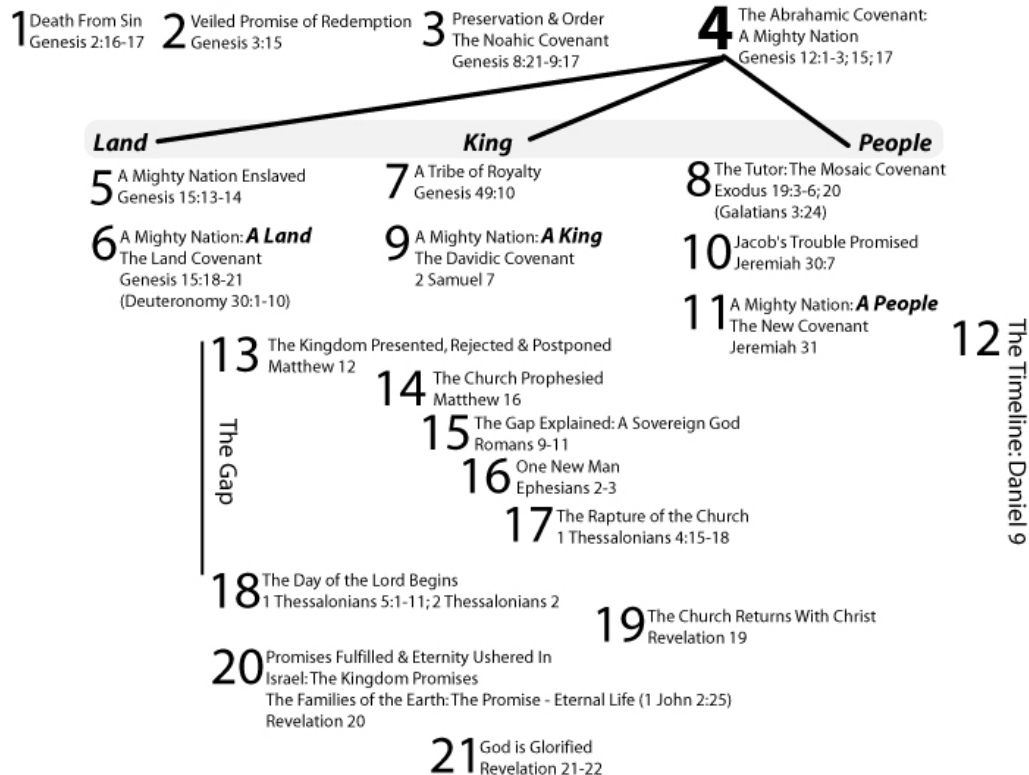 1 Death From Sin
Genesis 2:16-17
2 Veiled Promise of Redemption
Genesis 3:15
3 Preservation & Order
The Noahic Covenant
Genesis 8:21-9:17
4 The Abrahamic Covenant:
A Mighty Nation
Genesis 12:1-3; 15; 17
Land
King
People
5 A Mighty Nation Enslaved
Genesis 15:13-14
6 A Mighty Nation: A Land
The Land Covenant
Genesis 15:18-21
(Deuteronomy 30:1-10)
7 A Tribe of Royalty
Genesis 49:10
9 A Mighty Nation: A King
The Davidic Covenant
2 Samuel 7
8 The Tutor: The Mosaic Covenant
Exodus 19:3-6; 20
(Galatians 3:24)
10 Jacob's Trouble Promised
Jeremiah 30:7
11 A Mighty Nation: A People
The New Covenant
Jeremiah 31
12 The Timeline: Daniel 9
The Gap
13 The Kingdom Presented, Rejected & Postponed
Matthew 12
14 The Church Prophesied
Matthew 16
15 The Gap Explained: A Sovereign God
Romans 9-11
16 One New Man
Ephesians 2-3
17 The Rapture of the Church
1 Thessalonians 4:15-18
18 The Day of the Lord Begins
1 Thessalonians 5:1-11; 2 Thessalonians 2
19 The Church Returns With Christ
Revelation 19
20 Promises Fulfilled & Eternity Ushered In
Israel: The Kingdom Promises
The Families of the Earth: The Promise - Eternal Life (1 John 2:25)
Revelation 20
21 God is Glorified
Revelation 21-22